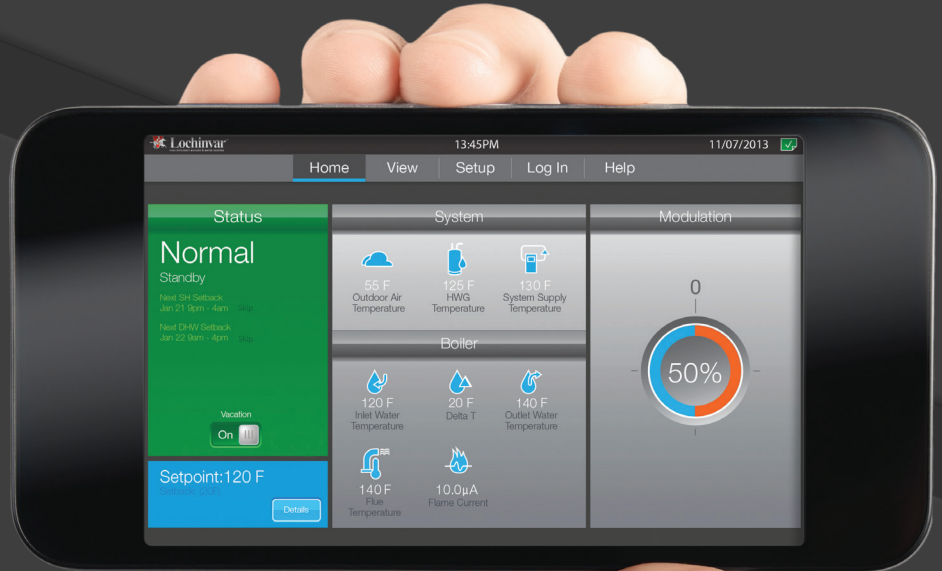 Lochinvar
13:45PM
11/07/2013
Home
View
Setup
Log In
Help
Status
Normal
Standby
Next SH Setback
Jan 21 9pm - 4am Skip
Next DHW Setback
Jan 22 9am - 4pm Skip
Vacation
On
Setpoint:120 F
Details
System
55 F
Outdoor Air
Temperature
125 F
HWG
Temperature
130 F
System Supply
Temperature
Boiler
120 F
Inlet Water
Temperature
20 F
Delta T
140 F
Outlet Water
Temperature
140 F
Flue
Temperature
10.0µA
Flame Current
Modulation
0
50%